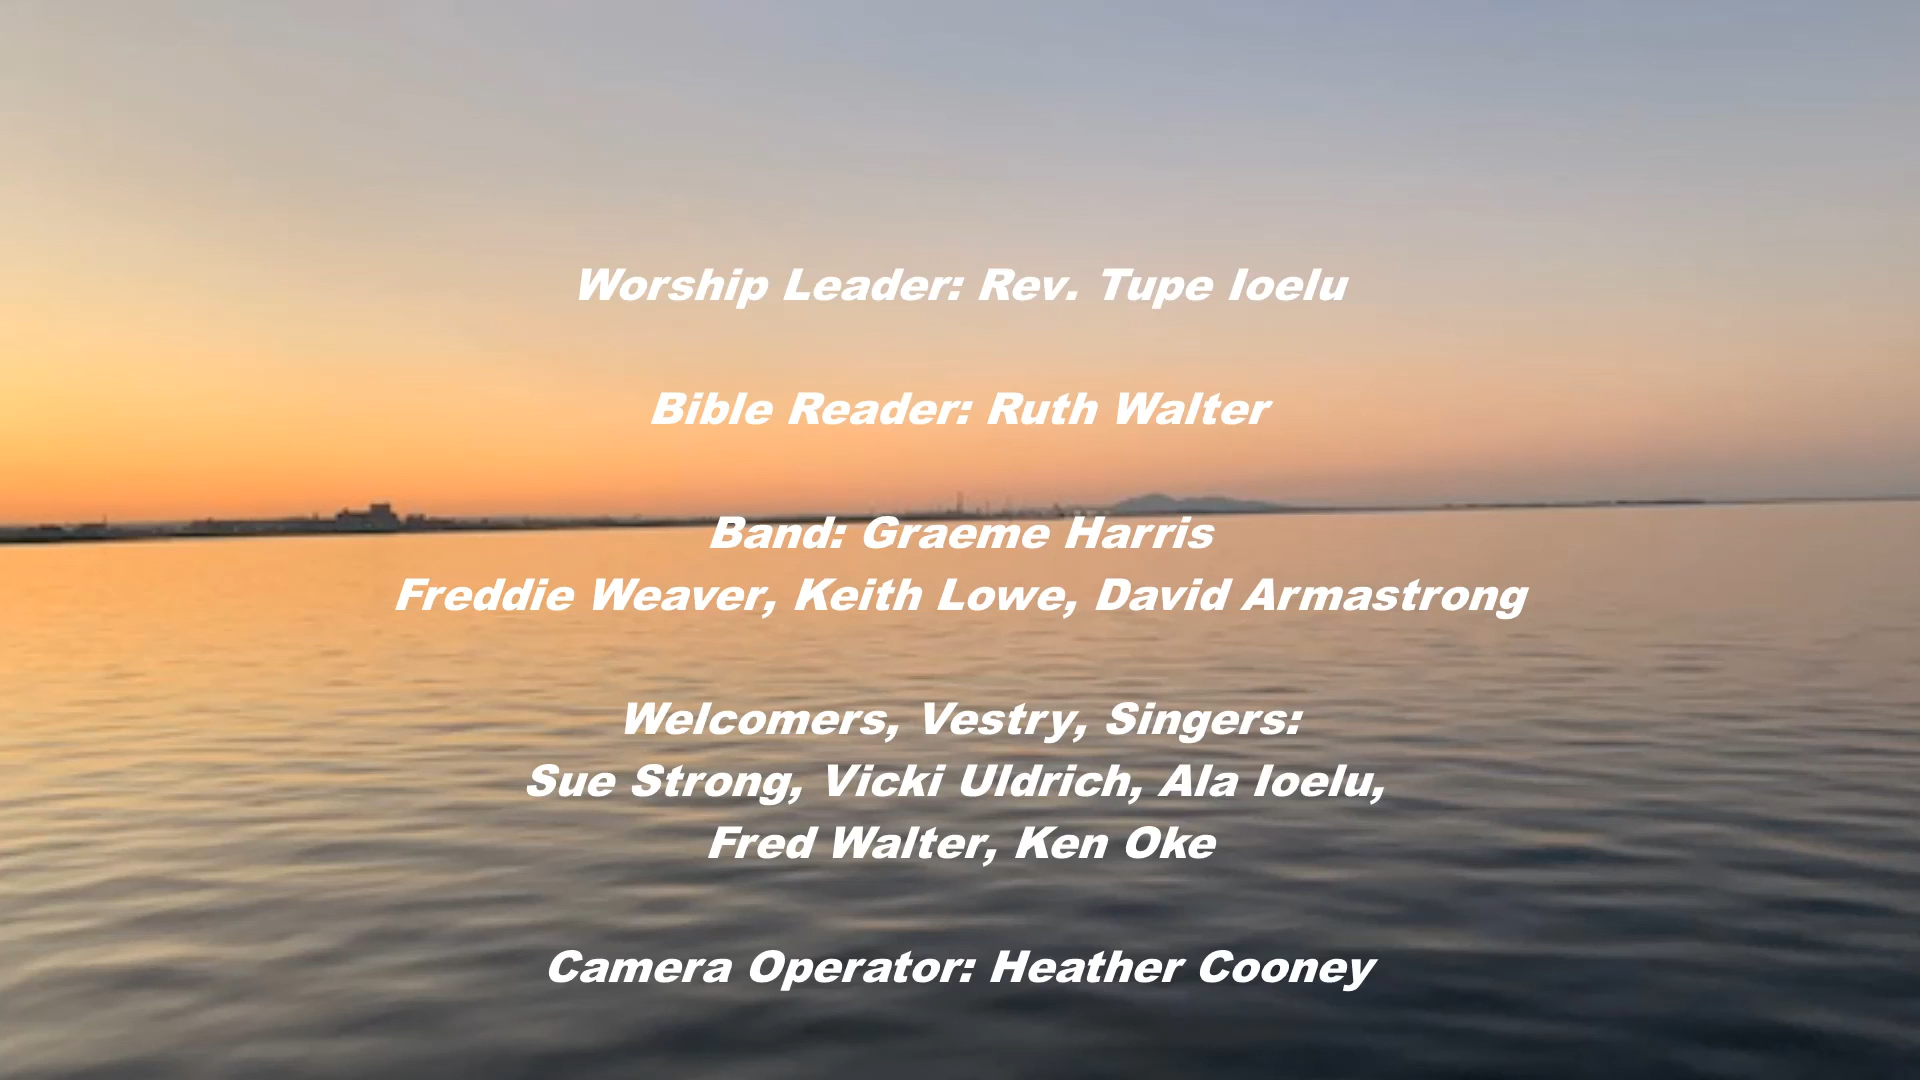 Worship Leader: Rev. Tupe Ioelu
Bible Reader: Ruth Walter
Band: Graeme Harris
Freddie Weaver, Keith Lowe, David Armastrong
Welcomers, Vestry, Singers:
Sue Strong, Vicki Uldrich, Ala Ioelu,
Fred Walter, Ken Oke
Camera Operator: Heather Cooney